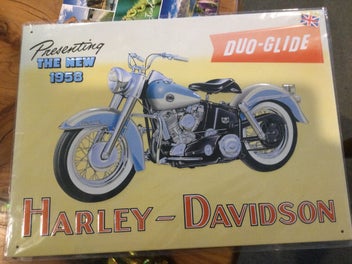 Presenting
THE NEW
1958
DUO-GLIDE
HARLEY-DAVIDSON